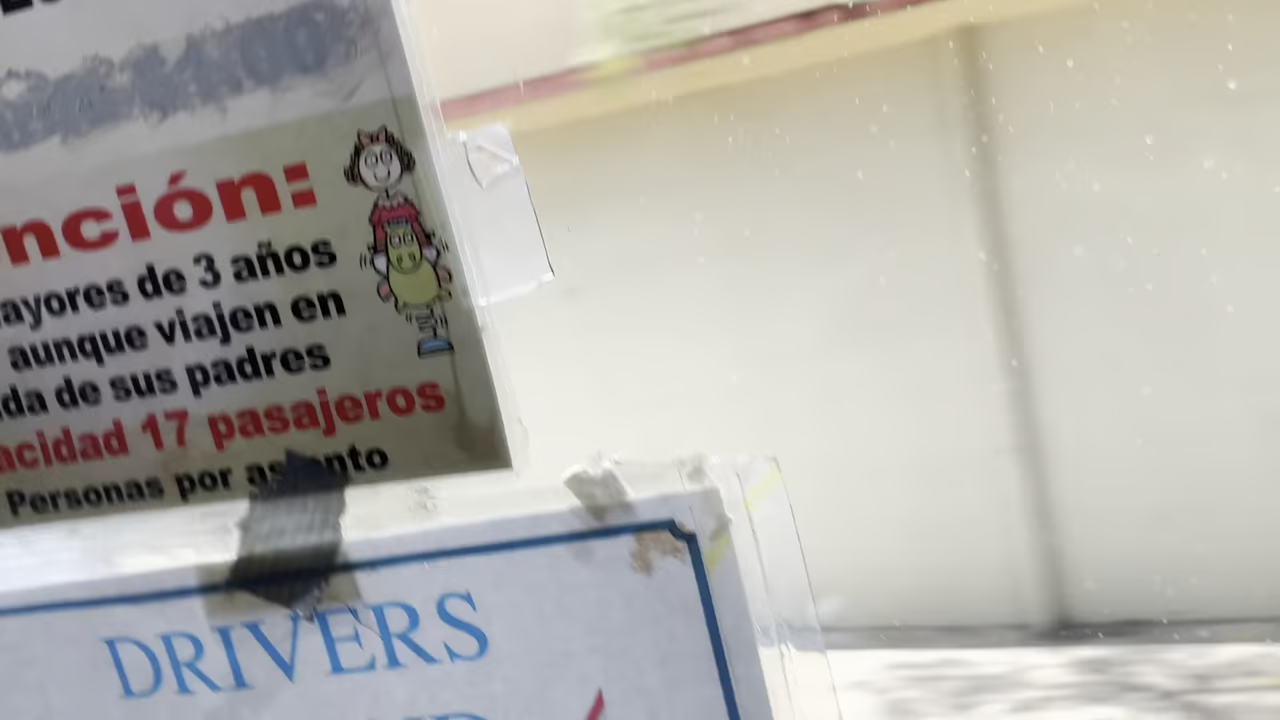 nción:
ayores de 3 años
aunque viajen en
da de sus padres
acidad 17 pasajeros
Personas por asiento
DRIVERS